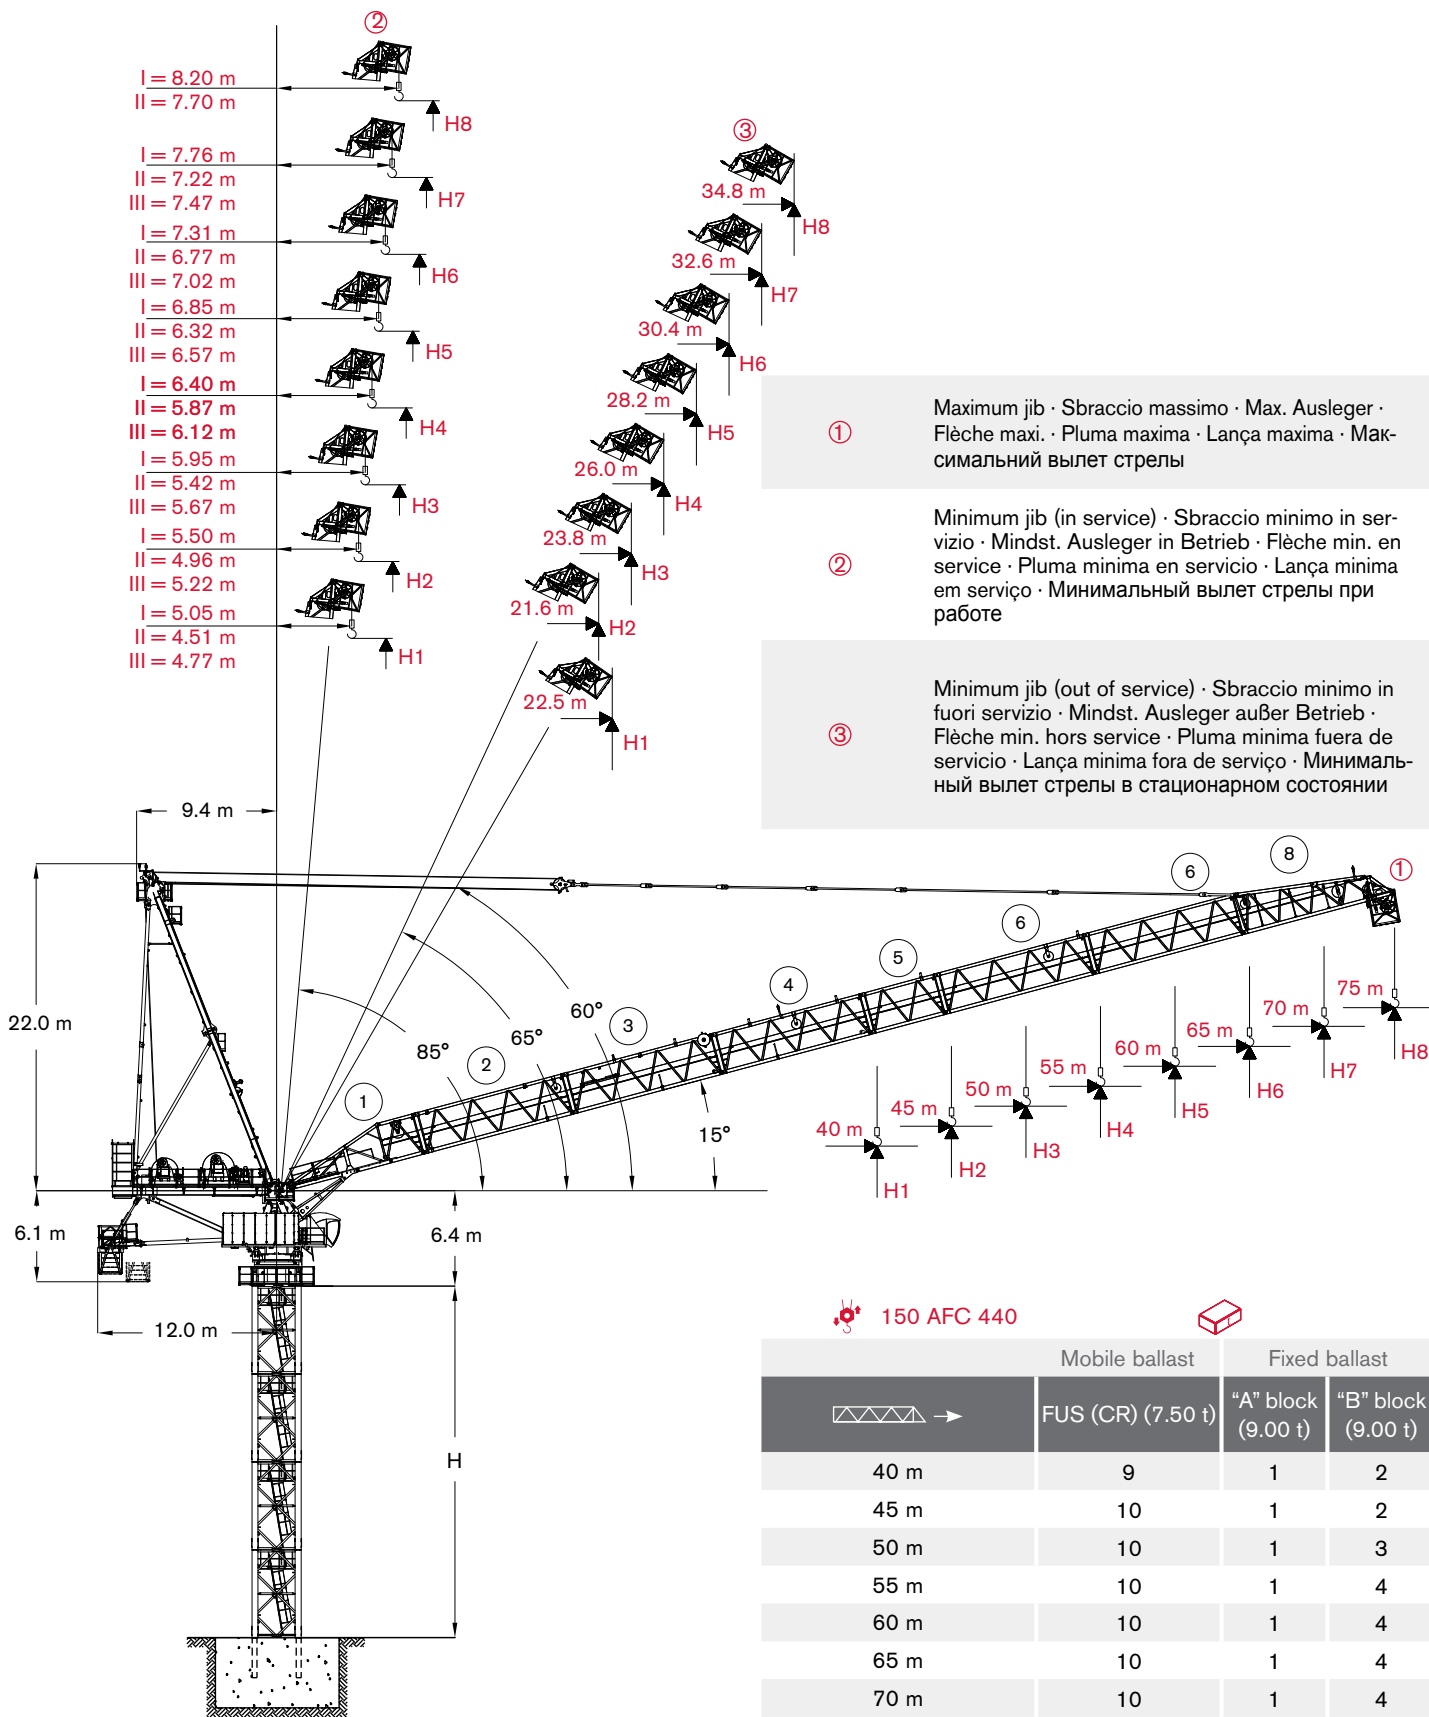 ②
I = 8.20 m
II = 7.70 m
H8
I = 7.76 m
II = 7.22 m
III = 7.47 m
H7
I = 7.31 m
II = 6.77 m
III = 7.02 m
H6
I = 6.85 m
II = 6.32 m
III = 6.57 m
H5
I = 6.40 m
II = 5.87 m
III = 6.12 m
H4
I = 5.95 m
II = 5.42 m
III = 5.67 m
H3
I = 5.50 m
II = 4.96 m
III = 5.22 m
H2
I = 5.05 m
II = 4.51 m
III = 4.77 m
H1
③
34.8 m
H8
32.6 m
H7
30.4 m
H6
28.2 m
H5
26.0 m
H4
23.8 m
H3
21.6 m
H2
22.5 m
H1
①
Maximum jib · Sbraccio massimo · Max. Ausleger ·
Flèche maxi. · Pluma maxima · Lança maxima · Мак-
симальний вылет стрелы
②
Minimum jib (in service) · Sbraccio minimo in ser-
vizio · Mindst. Ausleger in Betrieb · Flèche min. en
service · Pluma minima en servicio · Lança minima
em serviço · Минимальный вылет стрелы при
работе
③
Minimum jib (out of service) · Sbraccio minimo in
fuori servizio · Mindst. Ausleger außer Betrieb ·
Flèche min. hors service · Pluma minima fuera de
servicio · Lança minima fora de serviço · Минималь-
ный вылет стрелы в стационарном состоянии
9.4 m
22.0 m
6.1 m
12.0 m
6.4 m
H
85°
65°
60°
15°
1
2
3
4
5
6
6
8
①
40 m
H1
45 m
H2
50 m
H3
55 m
H4
60 m
H5
65 m
H6
70 m
H7
75 m
H8
150 AFC 440
Mobile ballast Fixed ballast
FUS (CR) (7.50 t) “A” block (9.00 t) “B” block (9.00 t)
40 m 9 1 2
45 m 10 1 2
50 m 10 1 3
55 m 10 1 4
60 m 10 1 4
65 m 10 1 4
70 m 10 1 4